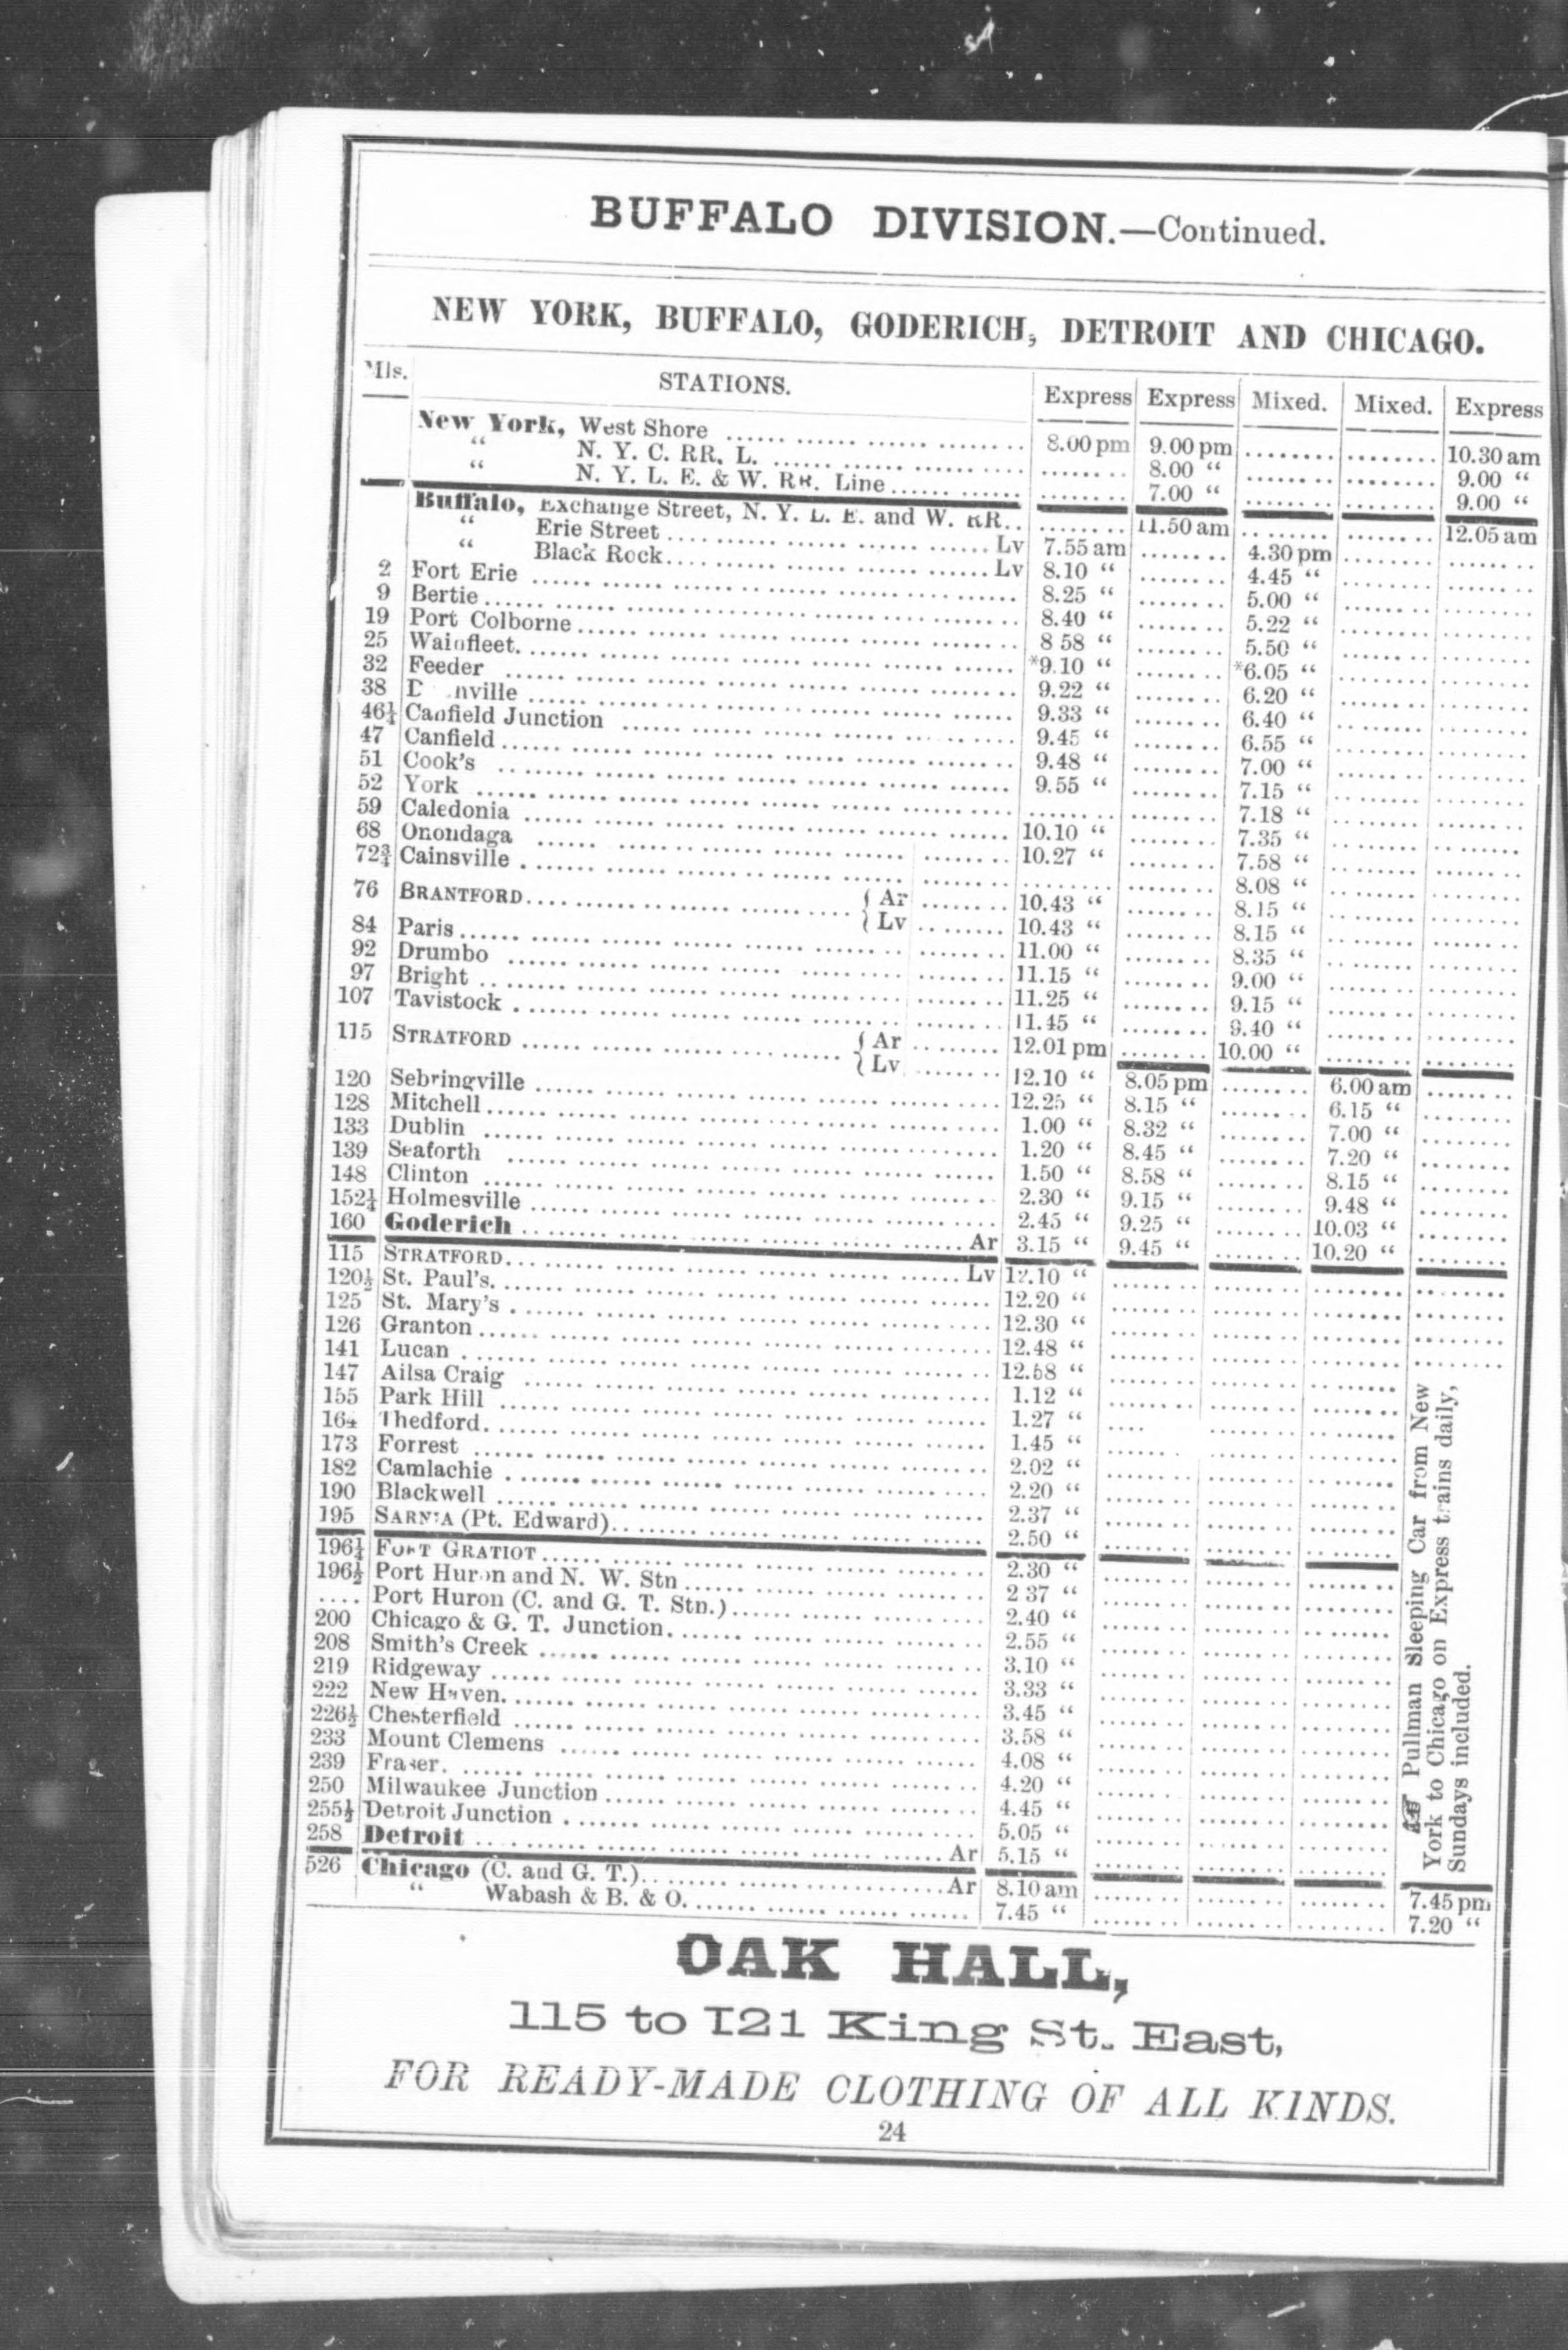 BUFFALO DIVISION.—Continued.
NEW YORK, BUFFALO, GODERICH, DETROIT AND CHICAGO.
Mls. STATIONS. Express Express Mixed. Mixed. Express
New York, West Shore 8.00 pm 9.00 pm 10.30 am
“ N. Y. C. RR. L. 8.00 “ 9.00 “
“ N. Y. L. E. & W. RR. Line 7.00 “ 9.00 “
Buffalo, Exchange Street, N. Y. L. E. and W. RR. 11.50 am 12.05 am
“ Erie Street Lv 7.55 am 4.30 pm
“ Black Rock Lv 8.10 “ 4.45 “
2 Fort Erie 8.25 “ 5.00 “
9 Bertie 8.40 “ 5.22 “
19 Port Colborne 8 58 “ 5.50 “
25 Wainfleet *9.10 “ *6.05 “
32 Feeder 9.22 “ 6.20 “
38 D nville 9.33 “ 6.40 “
46¼ Canfield Junction 9.45 “ 6.55 “
47 Canfield 9.48 “ 7.00 “
51 Cook's 9.55 “ 7.15 “
52 York 7.18 “
59 Caledonia 10.10 “ 7.35 “
68 Onondaga 10.27 “ 7.58 “
72¾ Cainsville 8.08 “
76 BRANTFORD Ar 10.43 “ 8.15 “
Lv 10.43 “ 8.15 “
84 Paris 11.00 “ 8.35 “
92 Drumbo 11.15 “ 9.00 “
97 Bright 11.25 “ 9.15 “
107 Tavistock 11.45 “ 9.40 “
115 STRATFORD Ar 12.01 pm 10.00 “
Lv 12.10 “ 8.05 pm 6.00 am
120 Sebringville 12.25 “ 8.15 “ 6.15 “
128 Mitchell 1.00 “ 8.32 “ 7.00 “
133 Dublin 1.20 “ 8.45 “ 7.20 “
139 Seaforth 1.50 “ 8.58 “ 8.15 “
148 Clinton 2.30 “ 9.15 “ 9.48 “
152¼ Holmesville 2.45 “ 9.25 “ 10.03 “
160 Goderich Ar 3.15 “ 9.45 “ 10.20 “
115 STRATFORD Lv 12.10 “
120½ St. Paul's. 12.20 “
125 St. Mary's 12.30 “
126 Granton 12.48 “
141 Lucan 12.58 “
147 Ailsa Craig 1.12 “
155 Park Hill 1.27 “
164 Thedford 1.45 “
173 Forrest 2.02 “
182 Camlachie 2.20 “
190 Blackwell 2.37 “
195 SARNIA (Pt. Edward) 2.50 “
196¼ FORT GRATIOT 2.30 “
196½ Port Huron and N. W. Stn 2 37 “
.... Port Huron (C. and G. T. Stn.) 2.40 “
200 Chicago & G. T. Junction 2.55 “
208 Smith's Creek 3.10 “
219 Ridgeway 3.33 “
222 New Haven 3.45 “
226½ Chesterfield 3.58 “
233 Mount Clemens 4.08 “
239 Fraser. 4.20 “
250 Milwaukee Junction 4.45 “
255½ Detroit Junction 5.05 “
258 Detroit Ar 5.15 “
526 Chicago (C. and G. T.) Ar 8.10 am 7.45 pm
“ Wabash & B. & O. 7.45 “ 7.20 “
☞ Pullman Sleeping Car from New
York to Chicago on Express trains daily,
Sundays included.
OAK HALL,
115 to 121 King St. East,
FOR READY-MADE CLOTHING OF ALL KINDS.
24